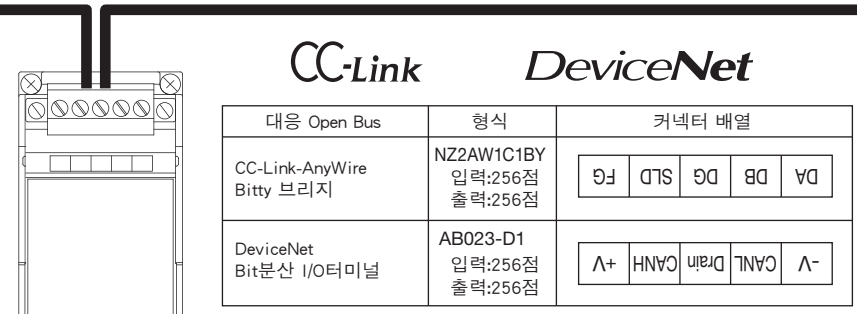 CC-Link DeviceNet
대응 Open Bus 형식 커넥터 배열
CC-Link-AnyWire
Bitty 브리지
NZ2AW1C1BY
입력:256점
출력:256점
FG SLD DG DB DA
DeviceNet
Bit분산 I/O터미널
AB023-D1
입력:256점
출력:256점
V+ CANH Drain CANL V-